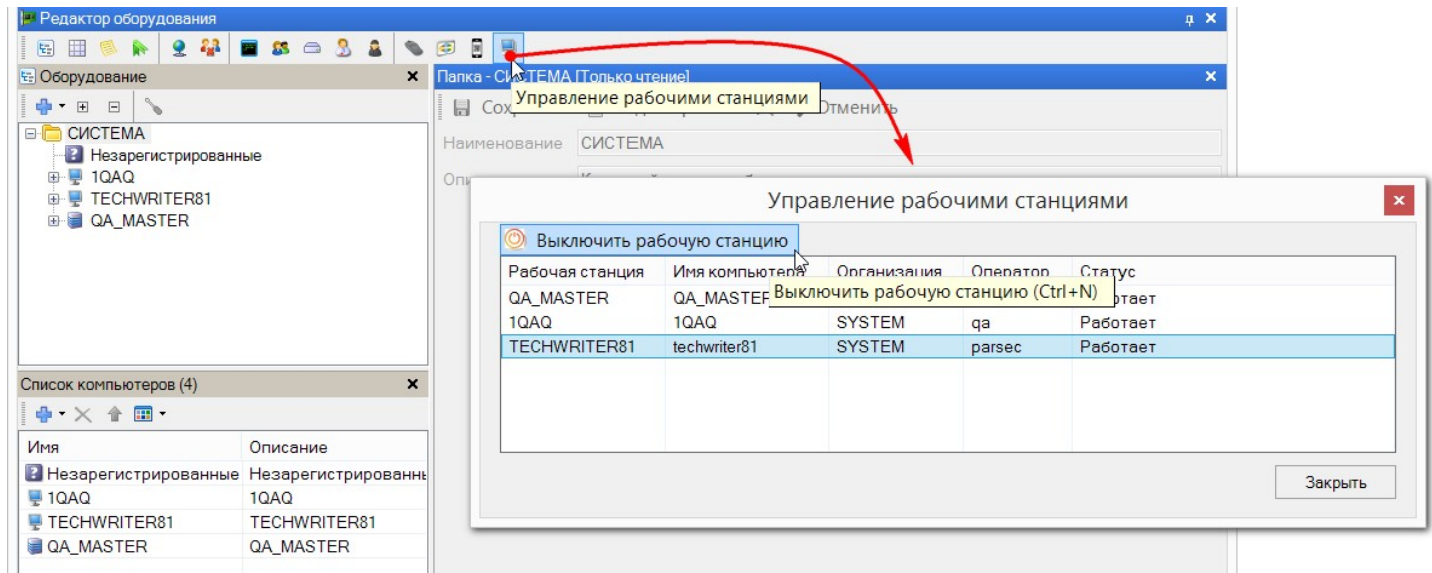 Редактор оборудования
Оборудование
СИСТЕМА
Незарегистрированные
1QAQ
TECHWRITER81
QA_MASTER
Список компьютеров (4)
Имя Описание
Незарегистрированные Незарегистрированнь
1QAQ 1QAQ
TECHWRITER81 TECHWRITER81
QA_MASTER QA_MASTER
Папка - СИСТЕМА [Только чтение]
Управление рабочими станциями
Отменить
Наименование СИСТЕМА
Управление рабочими станциями
Выключить рабочую станцию
Рабочая станция Имя компьютера Организация Оператор Статус
Выключить рабочую станцию (Ctrl+N)
QA_MASTER QA_MASTER
1QAQ 1QAQ SYSTEM qa Работает
TECHWRITER81 techwriter81 SYSTEM parsec Работает
Закрыть